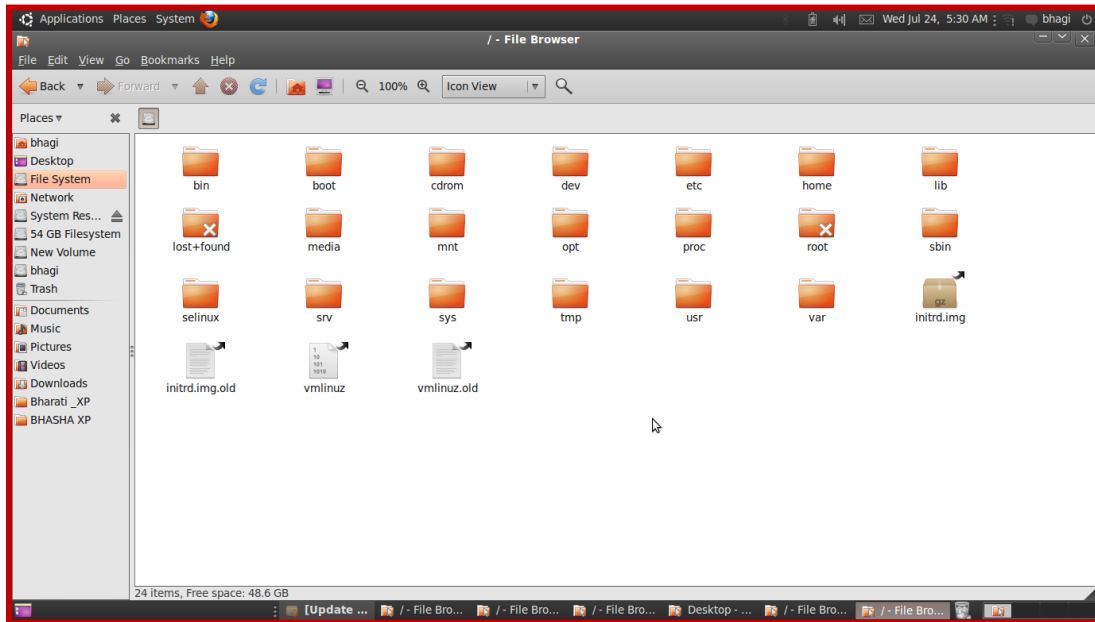 Applications Places System Wed Jul 24, 5:30 AM bhagi
/ - File Browser
File Edit View Go Bookmarks Help
Back Forward 100% Icon View
Places
bhagi
Desktop
File System
Network
System Res...
54 GB Filesystem
New Volume
bhagi
Trash
Documents
Music
Pictures
Videos
Downloads
Bharati _XP
BHASHA XP
bin boot cdrom dev etc home lib
lost+found media mnt opt proc root sbin
gz
selinux srv sys tmp usr var initrd.img
1
10
101
1010
initrd.img.old vmlinuz vmlinuz.old
24 items, Free space: 48.6 GB
[Update ... / - File Bro... / - File Bro... / - File Bro... Desktop - ... / - File Bro... / - File Bro...